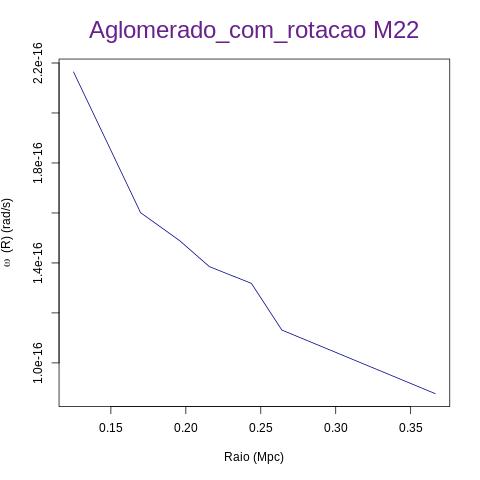 Aglomerado_com_rotacao M22
ω (R) (rad/s)
2.2e-16
1.8e-16
1.4e-16
1.0e-16
0.15 0.20 0.25 0.30 0.35
Raio (Mpc)